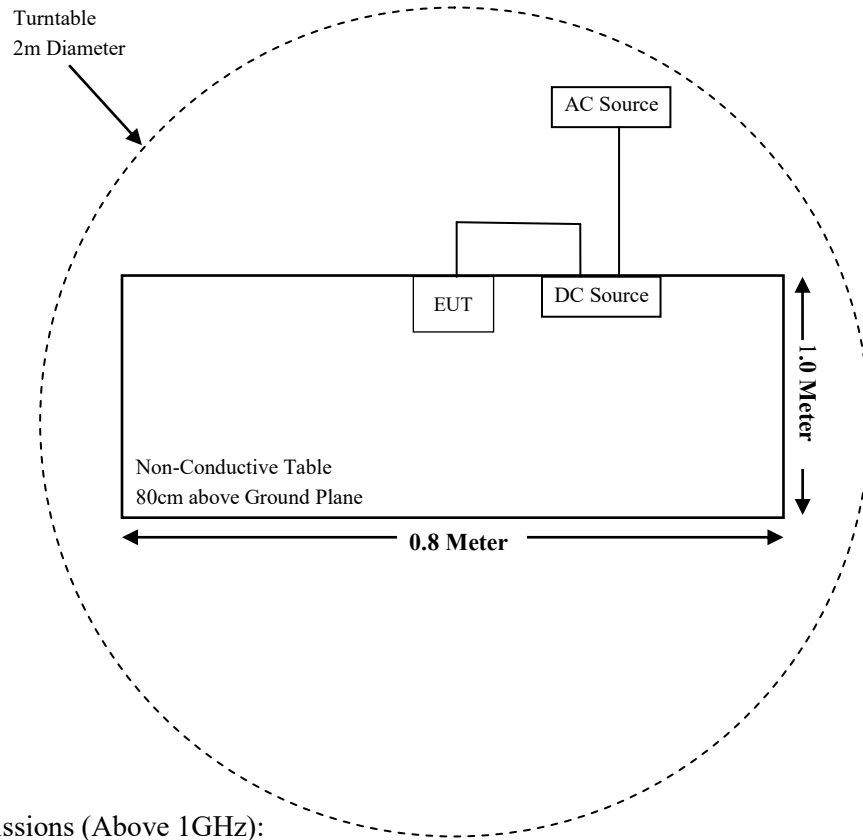 Turntable
2m Diameter
AC Source
EUT
DC Source
1.0 Meter
Non-Conductive Table
80cm above Ground Plane
0.8 Meter
(Above 1GHz):